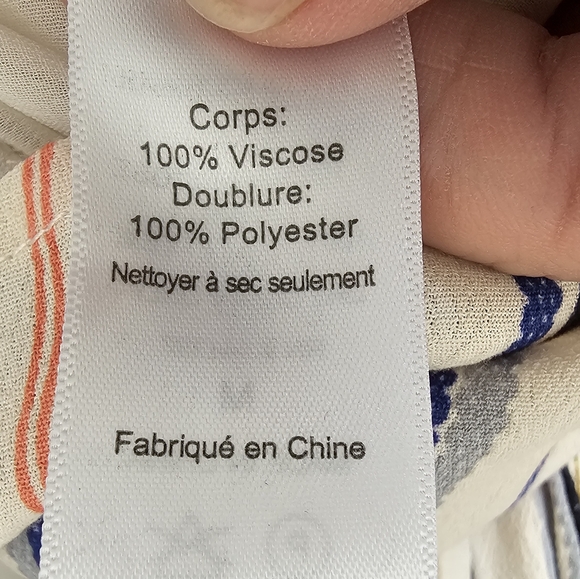 Corps:
100% Viscose
Doublure:
100% Polyester
Nettoyer à sec seulement
Fabriqué en Chine